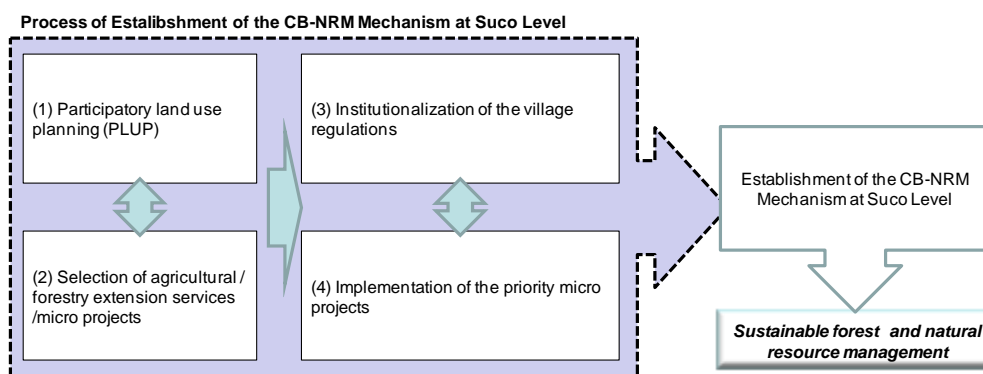 Process of Estalibshment of the CB-NRM Mechanism at Suco Level
(1) Participatory land use
planning (PLUP)
(3) Institutionalization of the village
regulations
(2) Selection of agricultural /
forestry extension services
/micro projects
(4) Implementation of the priority micro
projects
Establishment of the CB-NRM
Mechanism at Suco Level
Sustainable forest and natural
resource management